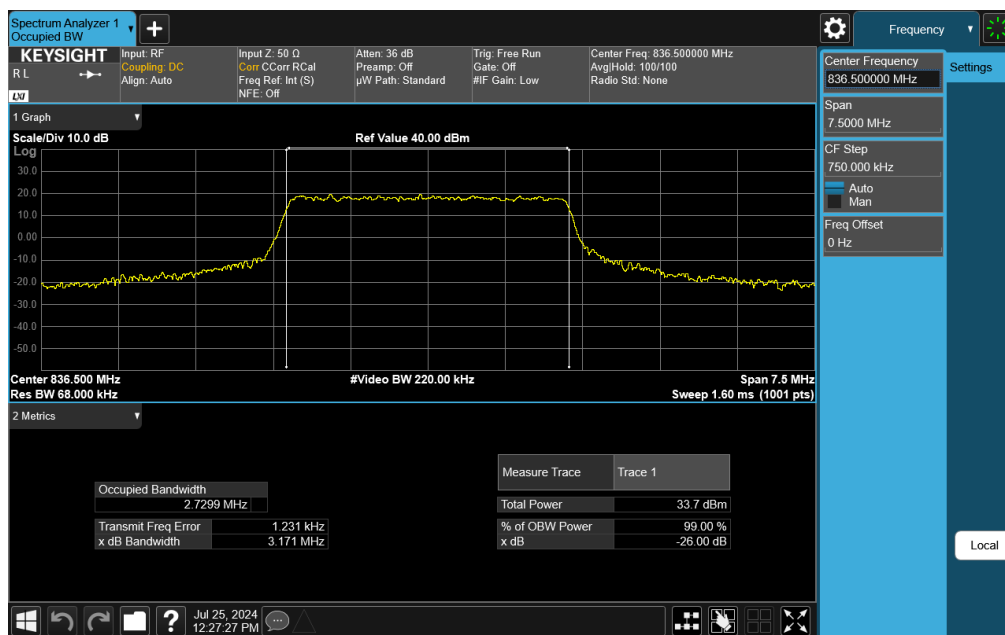 Spectrum Analyzer 1
Occupied BW
Frequency
KEYSIGHT
R L
LXI
Input: RF
Coupling: DC
Align: Auto
Input Z: 50 Ω
Corr CCorr RCal
Freq Ref: Int (S)
NFE: Off
Atten: 36 dB
Preamp: Off
µW Path: Standard
Trig: Free Run
Gate: Off
#IF Gain: Low
Center Freq: 836.500000 MHz
Avg|Hold: 100/100
Radio Std: None
Center Frequency
836.500000 MHz
Settings
Span
7.5000 MHz
CF Step
750.000 kHz
Auto
Man
Freq Offset
0 Hz
Local
1 Graph
Scale/Div 10.0 dB
Ref Value 40.00 dBm
Log
30.0
20.0
10.0
0.00
-10.0
-20.0
-30.0
-40.0
-50.0
Center 836.500 MHz
#Video BW 220.00 kHz
Span 7.5 MHz
Res BW 68.000 kHz
Sweep 1.60 ms (1001 pts)
2 Metrics
Measure Trace
Trace 1
Occupied Bandwidth
2.7299 MHz
Total Power
33.7 dBm
Transmit Freq Error
1.231 kHz
% of OBW Power
99.00 %
x dB Bandwidth
3.171 MHz
x dB
-26.00 dB
?
Jul 25, 2024
12:27:27 PM